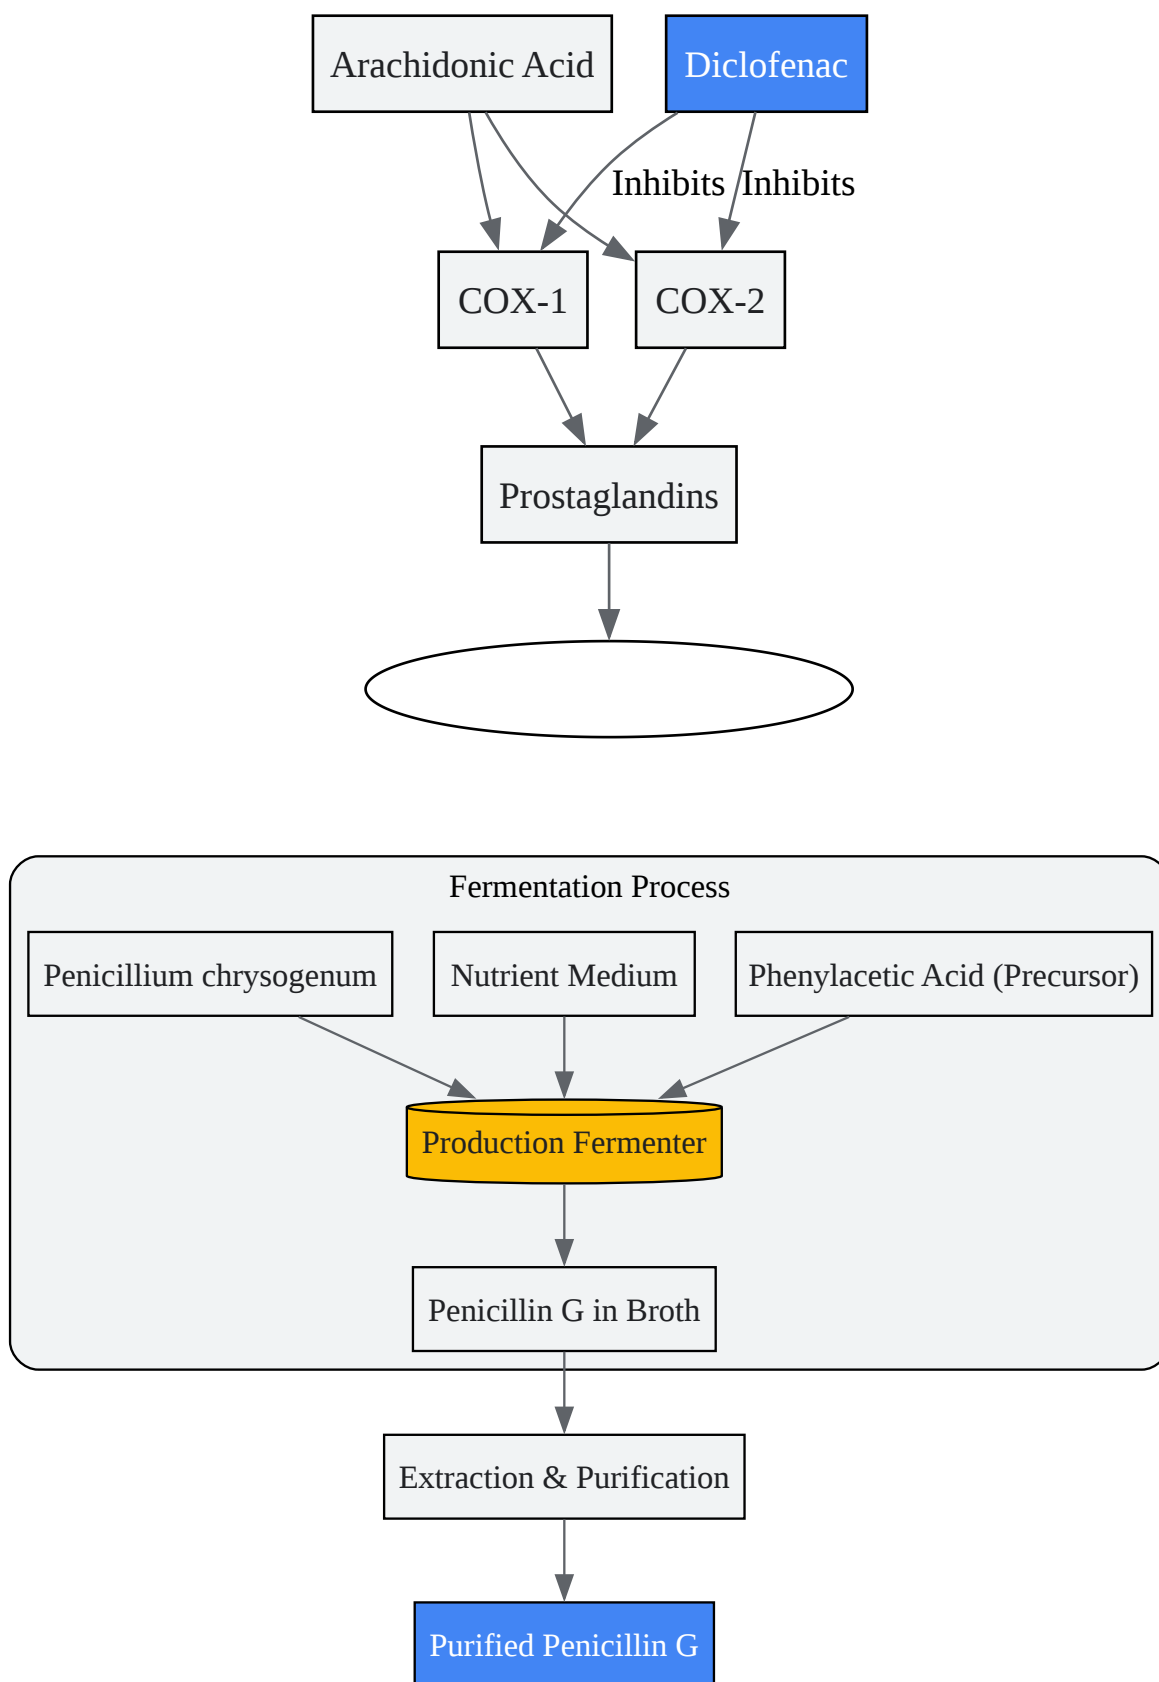 Arachidonic Acid
Diclofenac
Inhibits
Inhibits
COX-1
COX-2
Prostaglandins
Fermentation Process
Penicillium chrysogenum
Nutrient Medium
Phenylacetic Acid (Precursor)
Production Fermenter
Penicillin G in Broth
Extraction & Purification
Purified Penicillin G